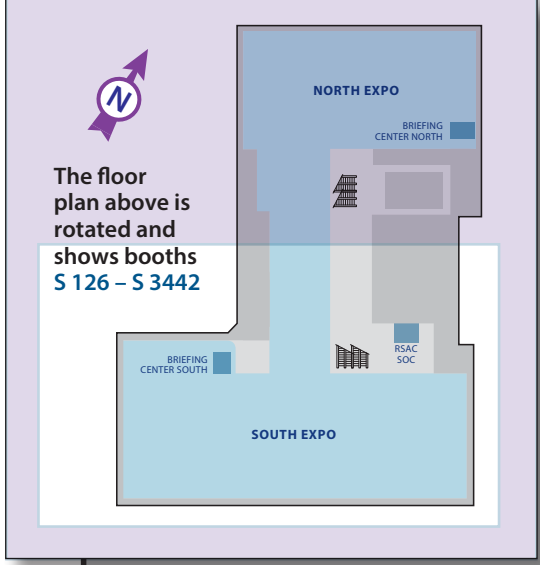 NORTH EXPO
BRIEFING
CENTER NORTH
N
The floor
plan above is
rotated and
shows booths
S 126 – S 3442
RSAC
SOC
BRIEFING
CENTER SOUTH
SOUTH EXPO